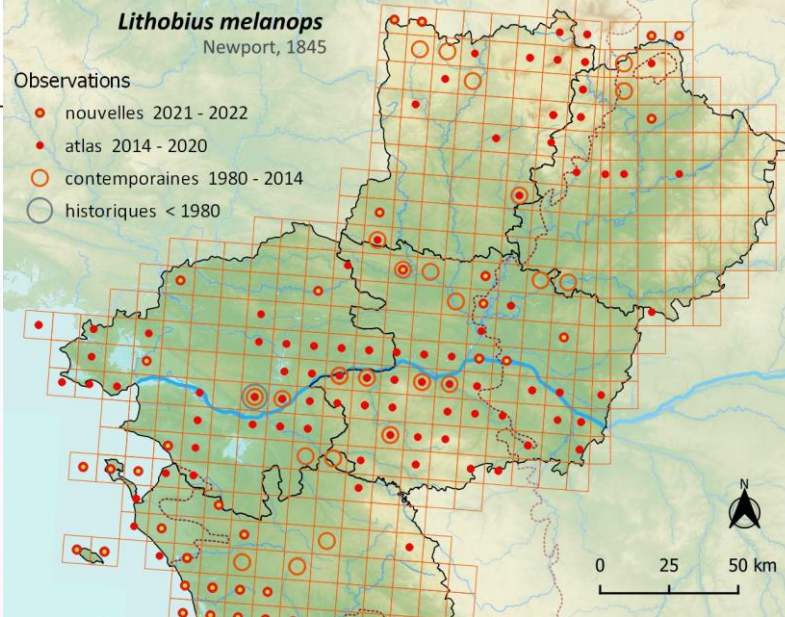 Lithobius melanops
Newport, 1845
Observations
nouvelles 2021 - 2022
atlas 2014 - 2020
contemporaines 1980 - 2014
historiques < 1980
N
0 25 50 km